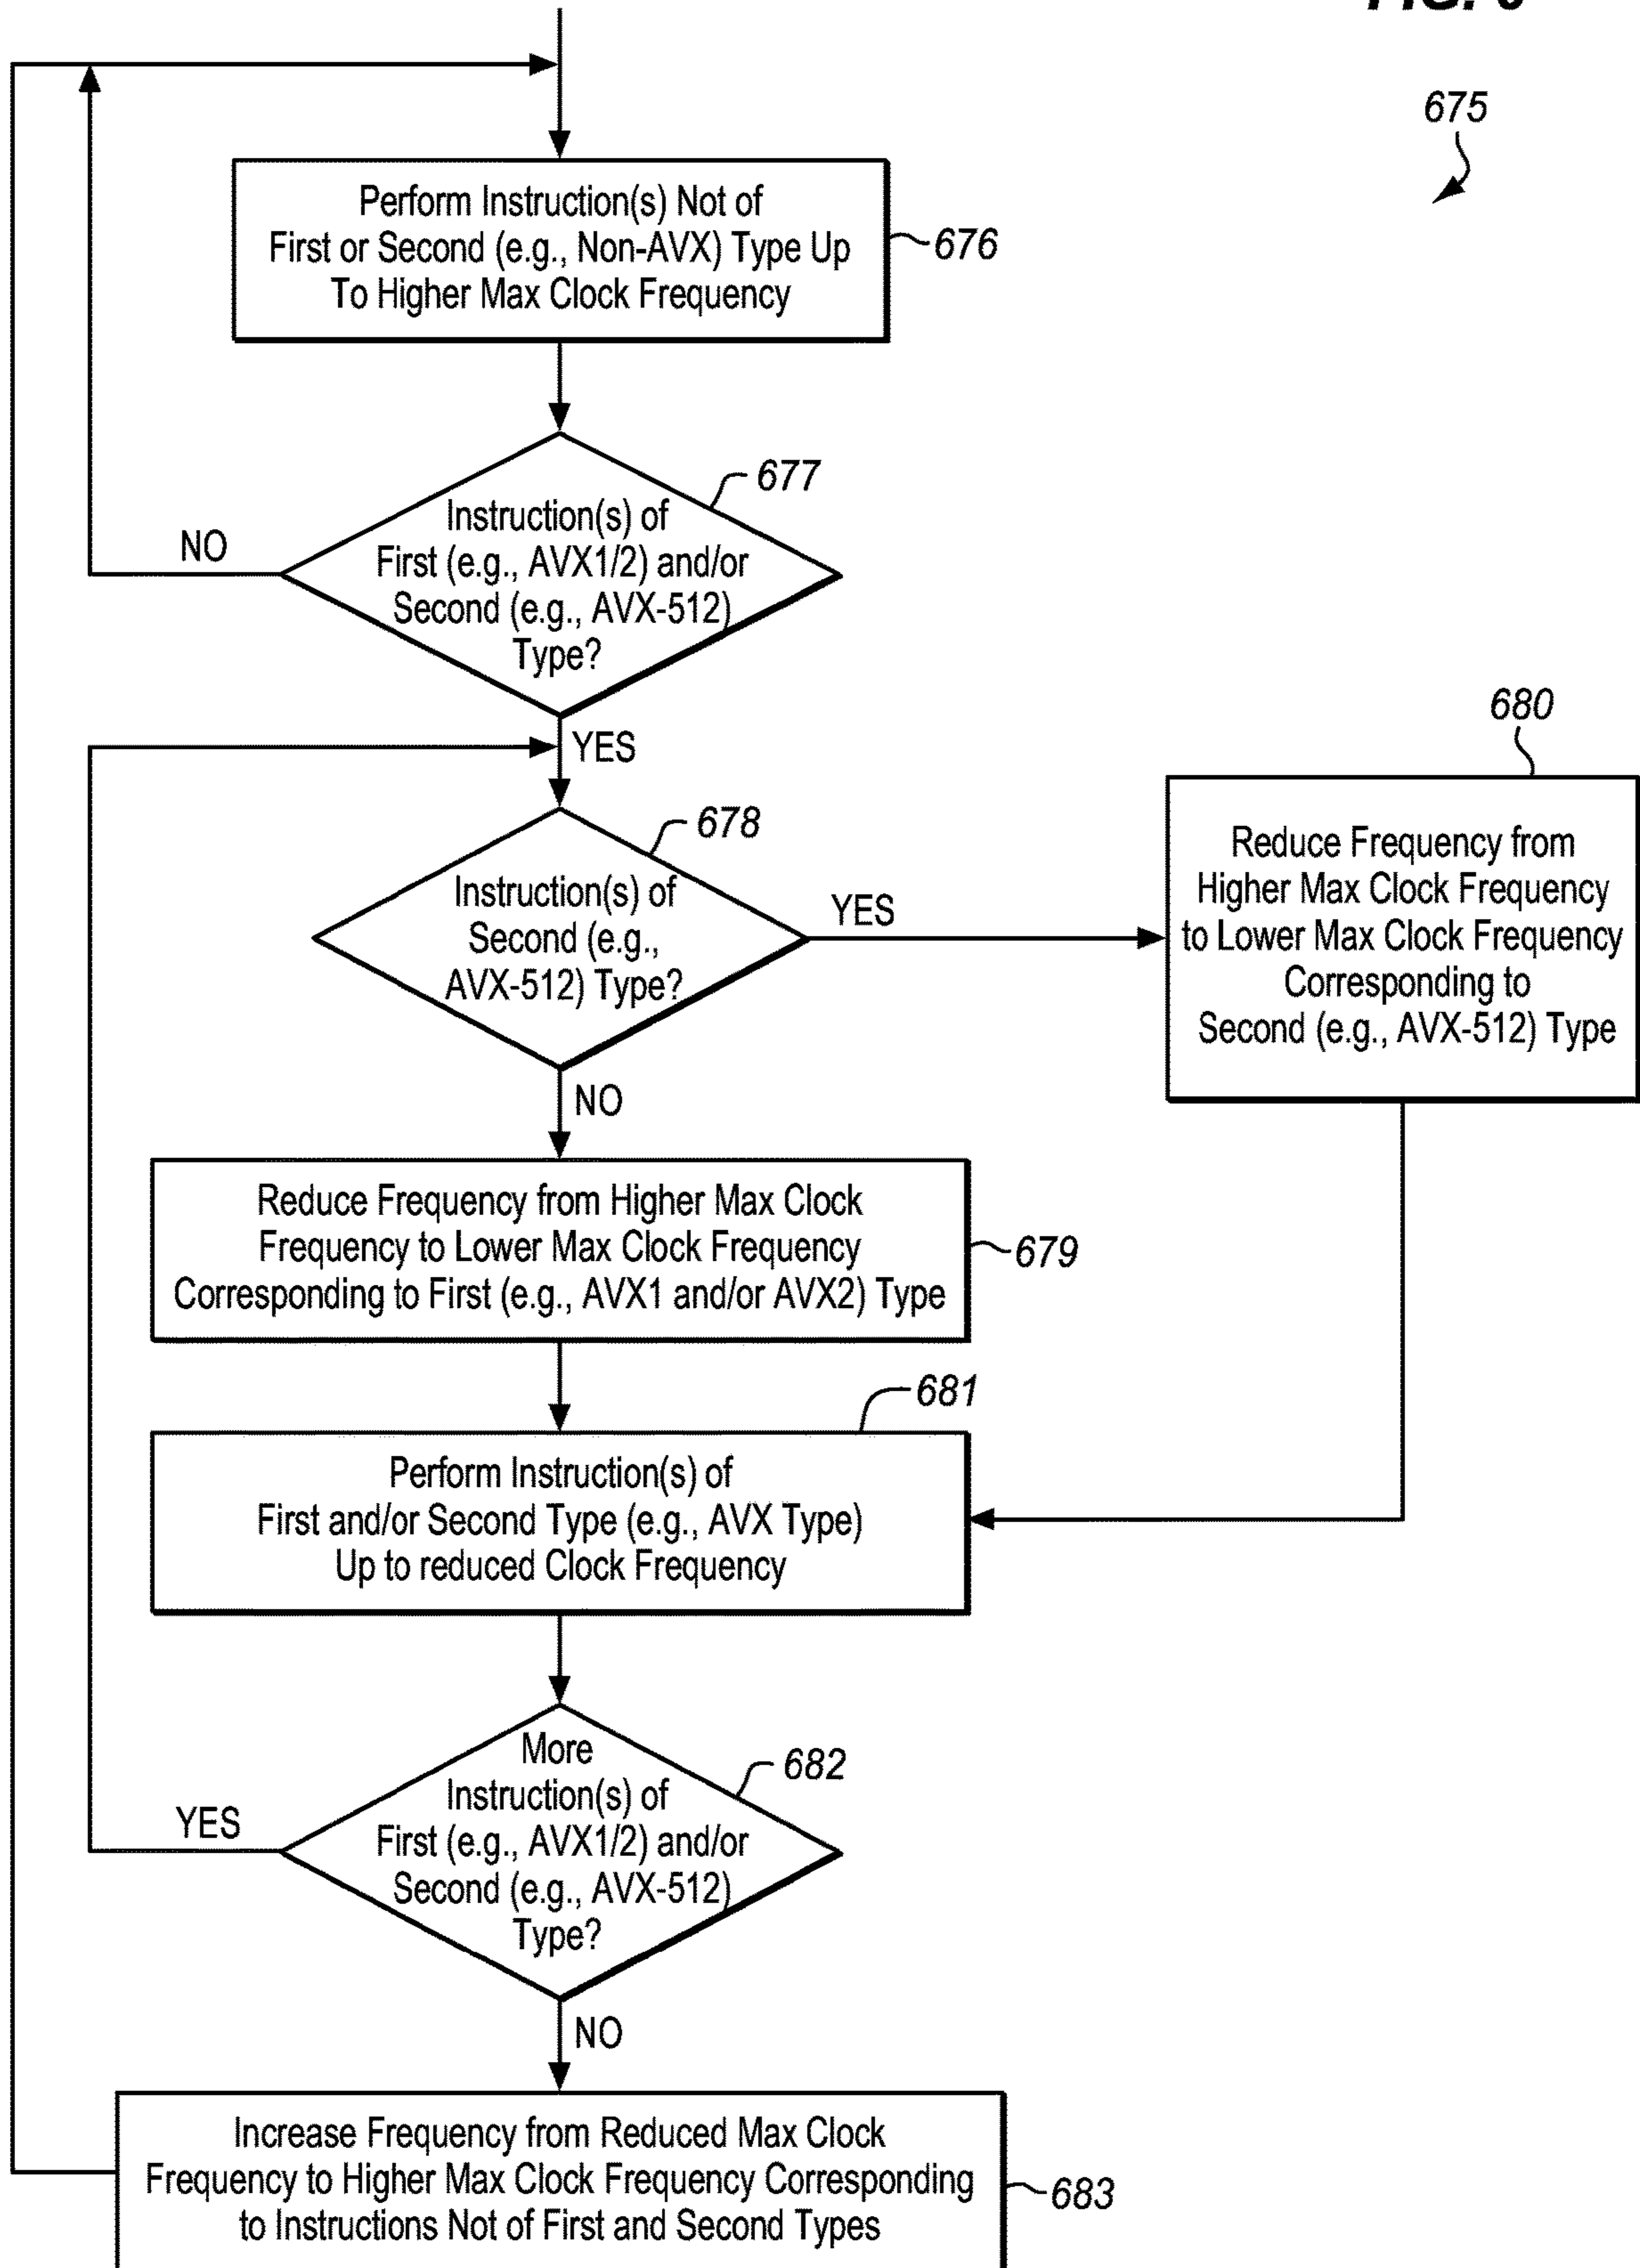 675
Perform Instruction(s) Not of
First or Second (e.g., Non-AVX) Type Up
To Higher Max Clock Frequency
676
677
Instruction(s) of
First (e.g., AVX1/2) and/or
Second (e.g., AVX-512)
Type?
NO
YES
678
Instruction(s) of
Second (e.g.,
AVX-512) Type?
YES
680
Reduce Frequency from
Higher Max Clock Frequency
to Lower Max Clock Frequency
Corresponding to
Second (e.g., AVX-512) Type
NO
Reduce Frequency from Higher Max Clock
Frequency to Lower Max Clock Frequency
Corresponding to First (e.g., AVX1 and/or AVX2) Type
679
681
Perform Instruction(s) of
First and/or Second Type (e.g., AVX Type)
Up to reduced Clock Frequency
682
More
Instruction(s) of
First (e.g., AVX1/2) and/or
Second (e.g., AVX-512)
Type?
YES
NO
Increase Frequency from Reduced Max Clock
Frequency to Higher Max Clock Frequency Corresponding
to Instructions Not of First and Second Types
683